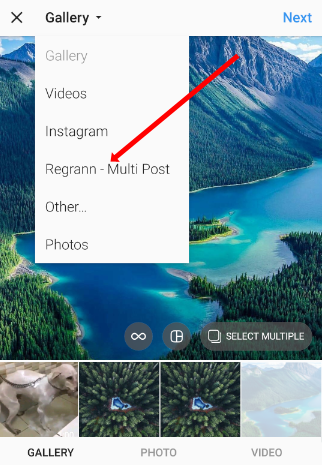 Gallery
Next
Gallery
Videos
Instagram
Regrann - Multi Post
Other...
Photos
SELECT MULTIPLE
GALLERY PHOTO VIDEO